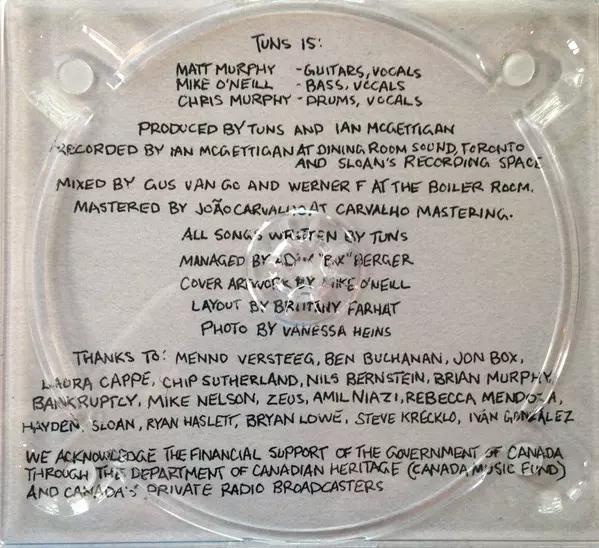 TUNS IS:
MATT MURPHY - GUITARS, VOCALS
MIKE O'NEILL - BASS, VOCALS
CHRIS MURPHY - DRUMS, VOCALS
PRODUCED BY TUNS AND IAN MCGETTIGAN
RECORDED BY IAN MCGETTIGAN AT DINING ROOM SOUND, TORONTO
AND SLOAN'S RECORDING SPACE
MIXED BY GUS VAN GO AND WERNER F AT THE BOILER ROOM.
MASTERED BY JOÃO CARVALHO AT CARVALHO MASTERING.
ALL SONGS WRITTEN BY TUNS
MANAGED BY BERGER
COVER ARTWORK BY MIKE O'NEILL
LAYOUT BY BRITTANY FARHAT
PHOTO BY VANESSA HEINS
THANKS TO: MENNO VERSTEEG, BEN BUCHANAN, JON BOX,
LAURA CAPPE, CHIP SUTHERLAND, NILS BERNSTEIN, BRIAN MURPHY,
BANKRUPTCY, MIKE NELSON, ZEUS, AMIL NIAZI, REBECCA MENDOZA,
HAYDEN, SLOAN, RYAN HASLETT, BRYAN LOWE, STEVE KRECKLO, IVÁN GONZALEZ
WE ACKNOWLEDGE THE FINANCIAL SUPPORT OF THE GOVERNMENT OF CANADA
THROUGH THE DEPARTMENT OF CANADIAN HERITAGE (CANADA MUSIC FUND)
AND CANADA'S PRIVATE RADIO BROADCASTERS